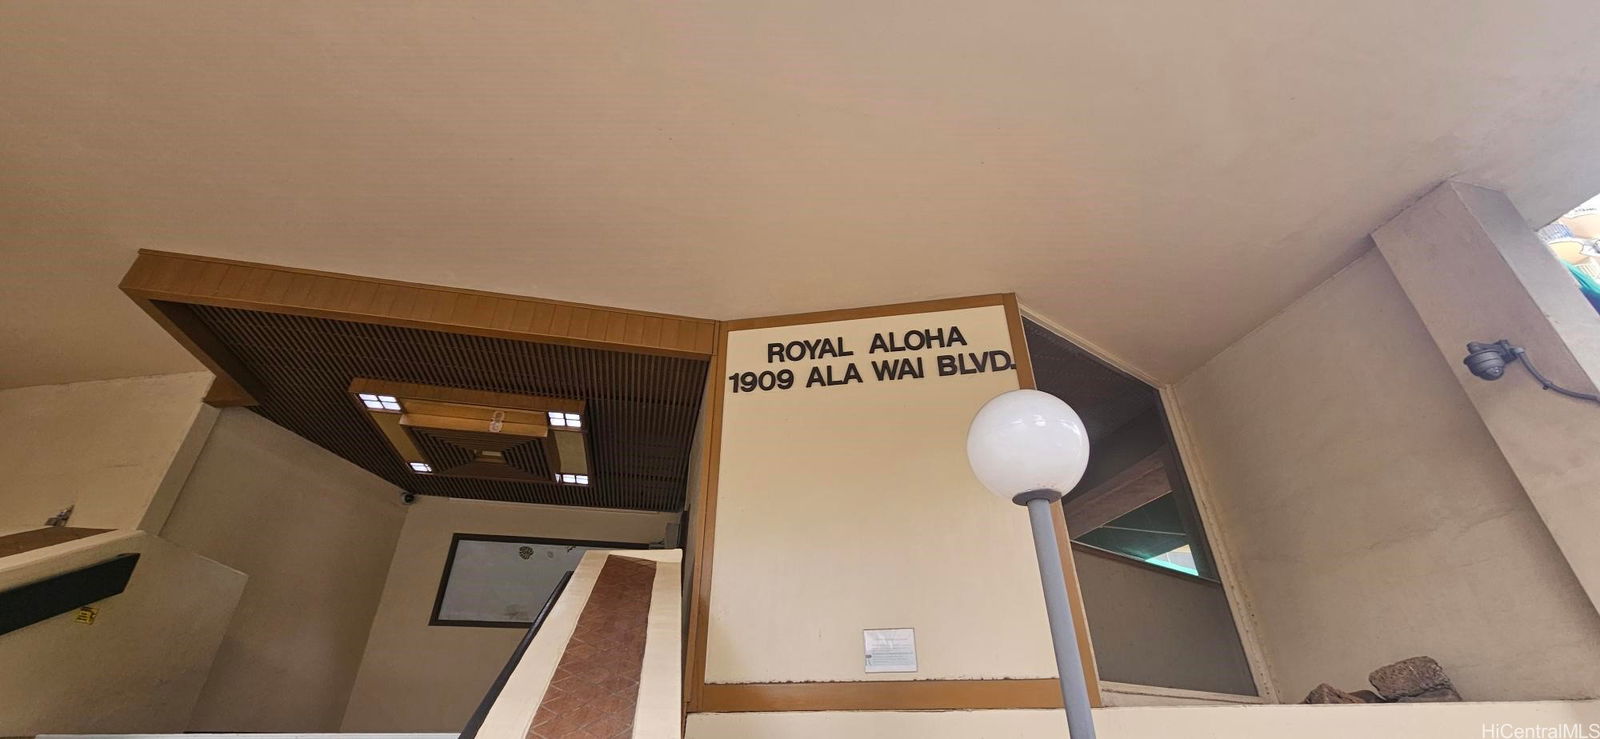 ROYAL ALOHA
1909 ALA WAI BLVD.
HiCentralMLS